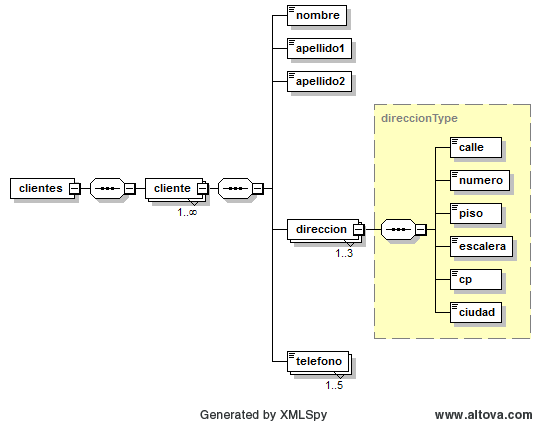 nombre
apellido1
apellido2
direccionType
calle
clientes
cliente
numero
1..∞
piso
direccion
1..3
escalera
cp
ciudad
telefono
1..5
Generated by XMLSpy
www.altova.com